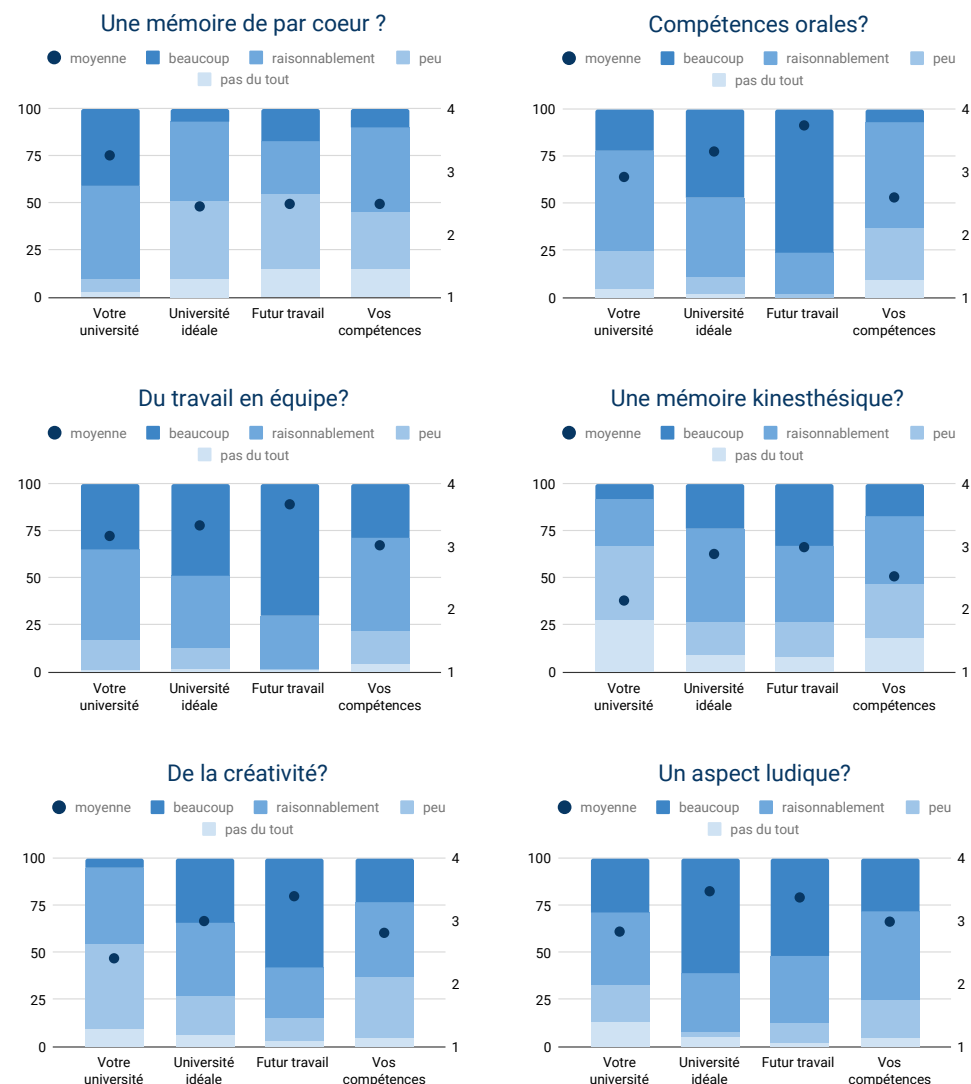 Une mémoire de par coeur ?
moyenne beaucoup raisonnablement peu
pas du tout
100 4
75 3
50
2
25
0 1
Votre université Université idéale Futur travail Vos compétences
Compétences orales?
moyenne beaucoup raisonnablement peu
pas du tout
100 4
75 3
50
2
25
0 1
Votre université Université idéale Futur travail Vos compétences
Du travail en équipe?
moyenne beaucoup raisonnablement peu
pas du tout
100 4
75 3
50
2
25
0 1
Votre université Université idéale Futur travail Vos compétences
Une mémoire kinesthésique?
moyenne beaucoup raisonnablement peu
pas du tout
100 4
75 3
50
2
25
0 1
Votre université Université idéale Futur travail Vos compétences
De la créativité?
moyenne beaucoup raisonnablement peu
pas du tout
100 4
75 3
50
2
25
0 1
Votre université Université idéale Futur travail Vos compétences
Un aspect ludique?
moyenne beaucoup raisonnablement peu
pas du tout
100 4
75 3
50
2
25
0 1
Votre université Université idéale Futur travail Vos compétences